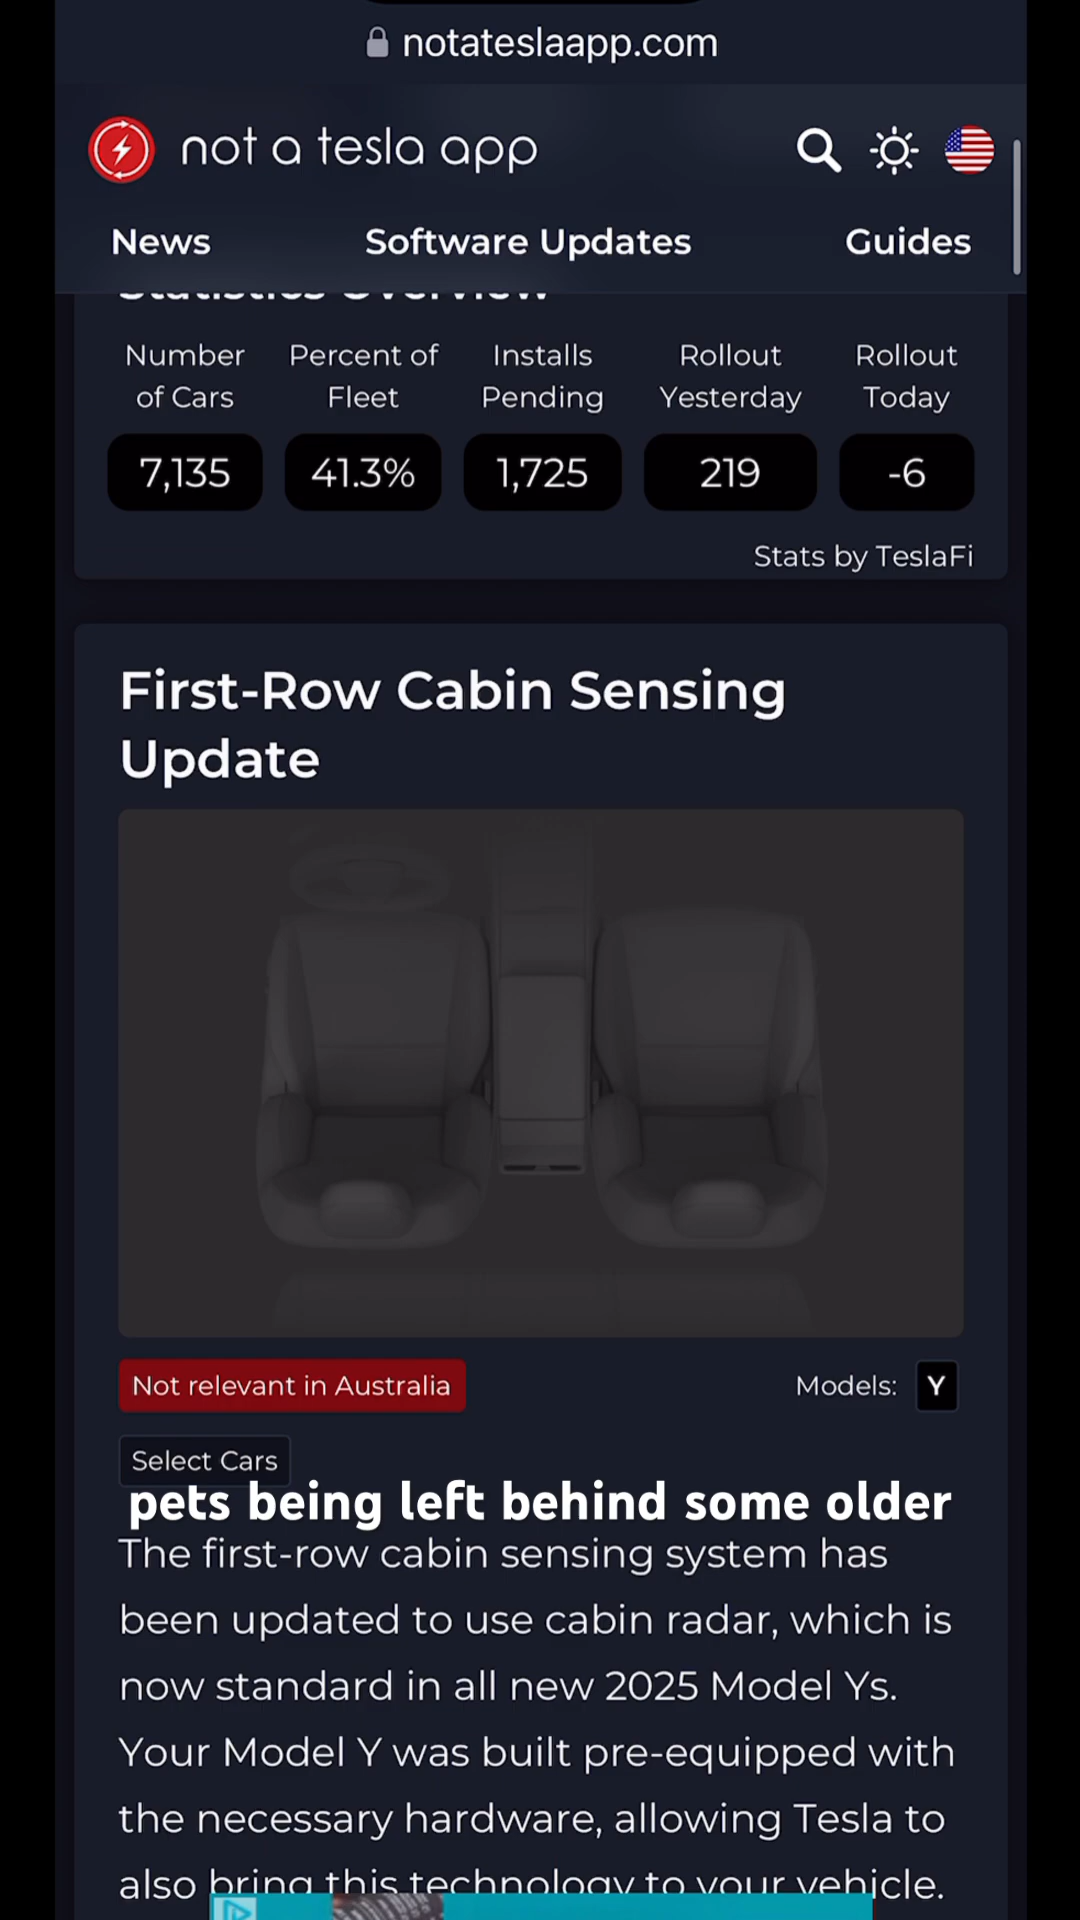 notateslaapp.com
not a tesla app
News Software Updates Guides
Statistics Overview
Number of Cars
Percent of Fleet
Installs Pending
Rollout Yesterday
Rollout Today
7,135 41.3% 1,725 219 -6
Stats by TeslaFi
First-Row Cabin Sensing
Update
Not relevant in Australia
Models: Y
Select Cars
pets being left behind some older
The first-row cabin sensing system has
been updated to use cabin radar, which is
now standard in all new 2025 Model Ys.
Your Model Y was built pre-equipped with
the necessary hardware, allowing Tesla to
also bring this technology to your vehicle.